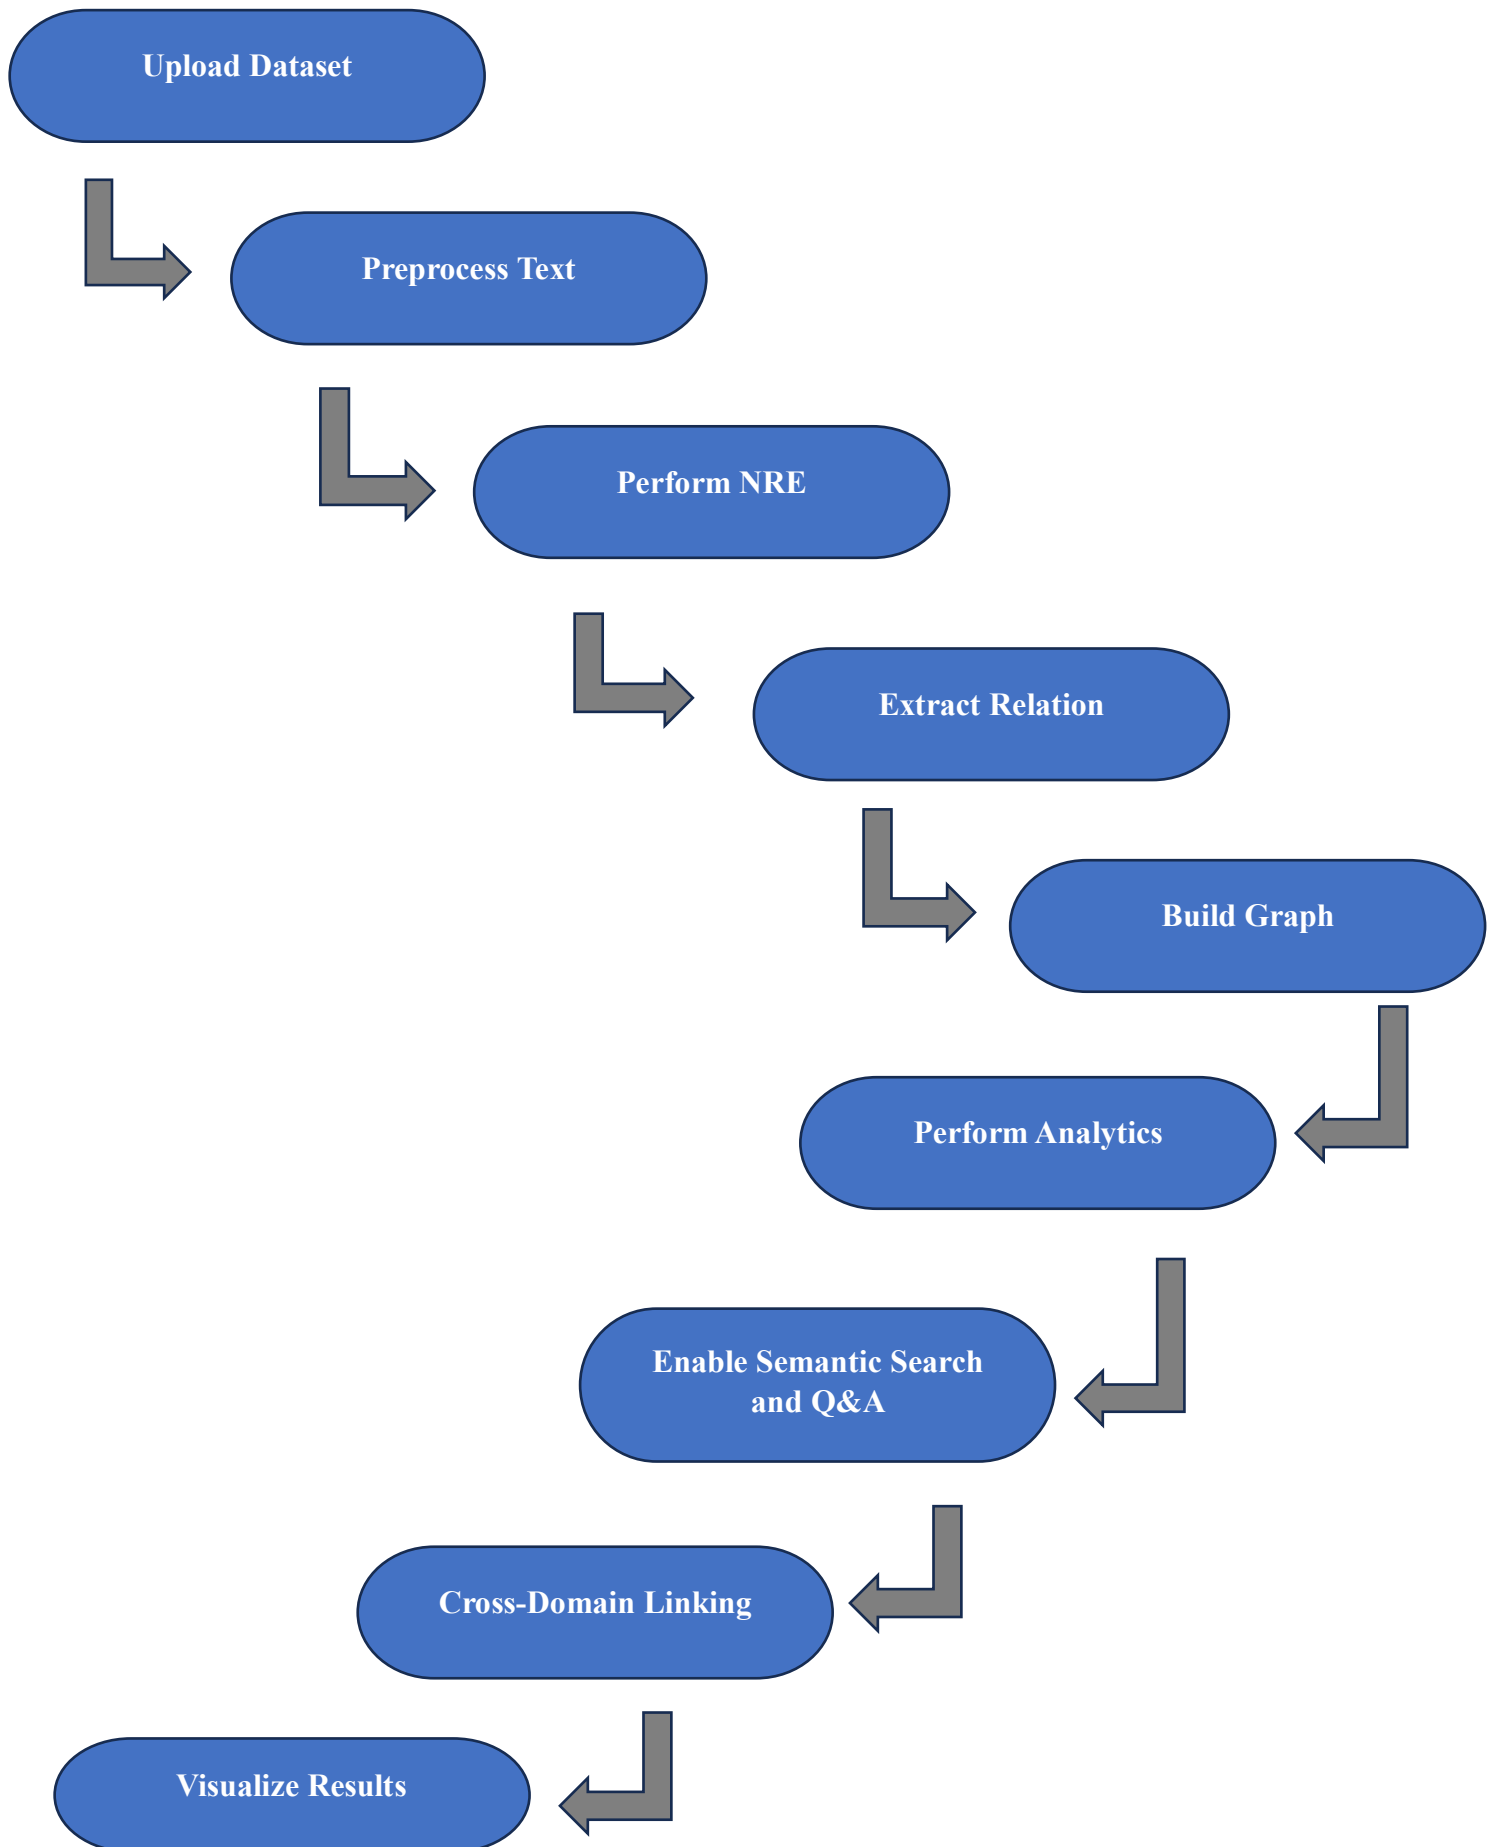 Upload Dataset
Preprocess Text
Perform NRE
Extract Relation
Build Graph
Perform Analytics
Enable Semantic Search
and Q&A
Cross-Domain Linking
Visualize Results